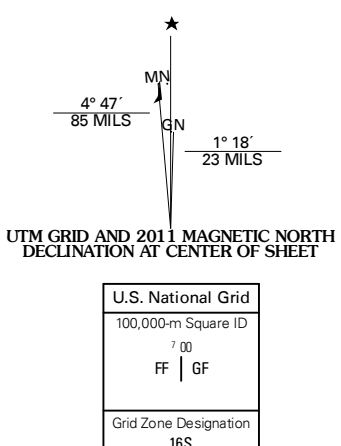 ★
MN
4° 47´
85 MILS
GN
1° 18´
23 MILS
UTM GRID AND 2011 MAGNETIC NORTH
DECLINATION AT CENTER OF SHEET
U.S. National Grid
100,000-m Square ID
7 00
FF | GF
Grid Zone Designation
16S